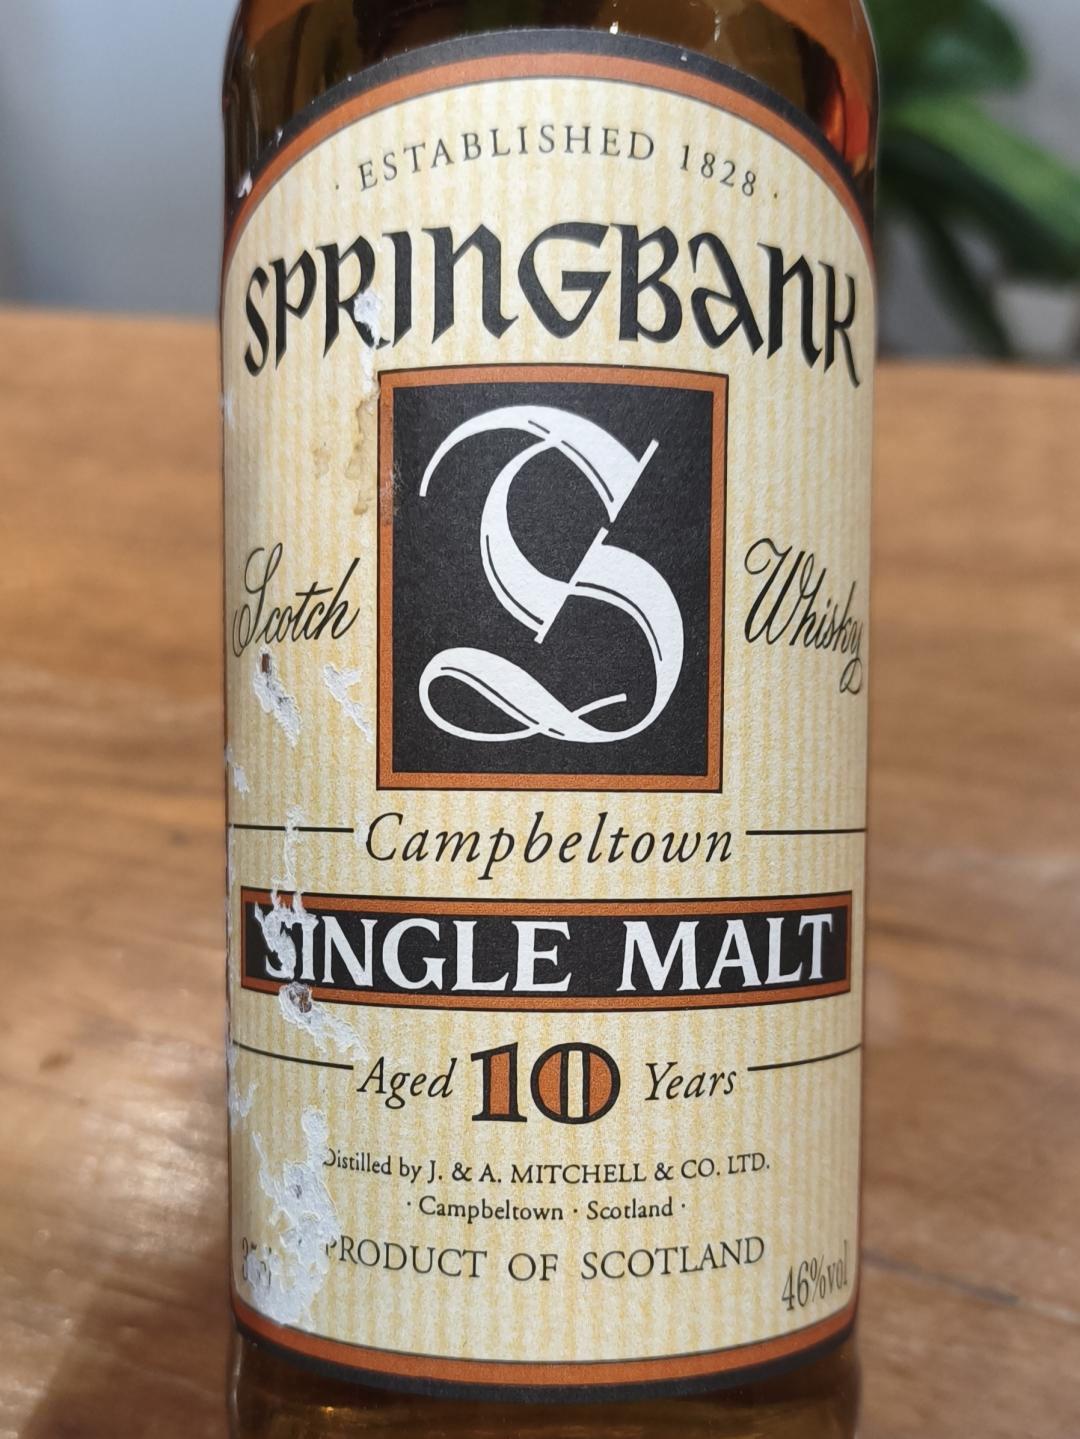 · ESTABLISHED 1828 ·
SPRINGBANK
S
Scotch Whisky
Campbeltown
SINGLE MALT
Aged 10 Years
Distilled by J. & A. MITCHELL & CO. LTD.
· Campbeltown · Scotland ·
PRODUCT OF SCOTLAND
46%vol